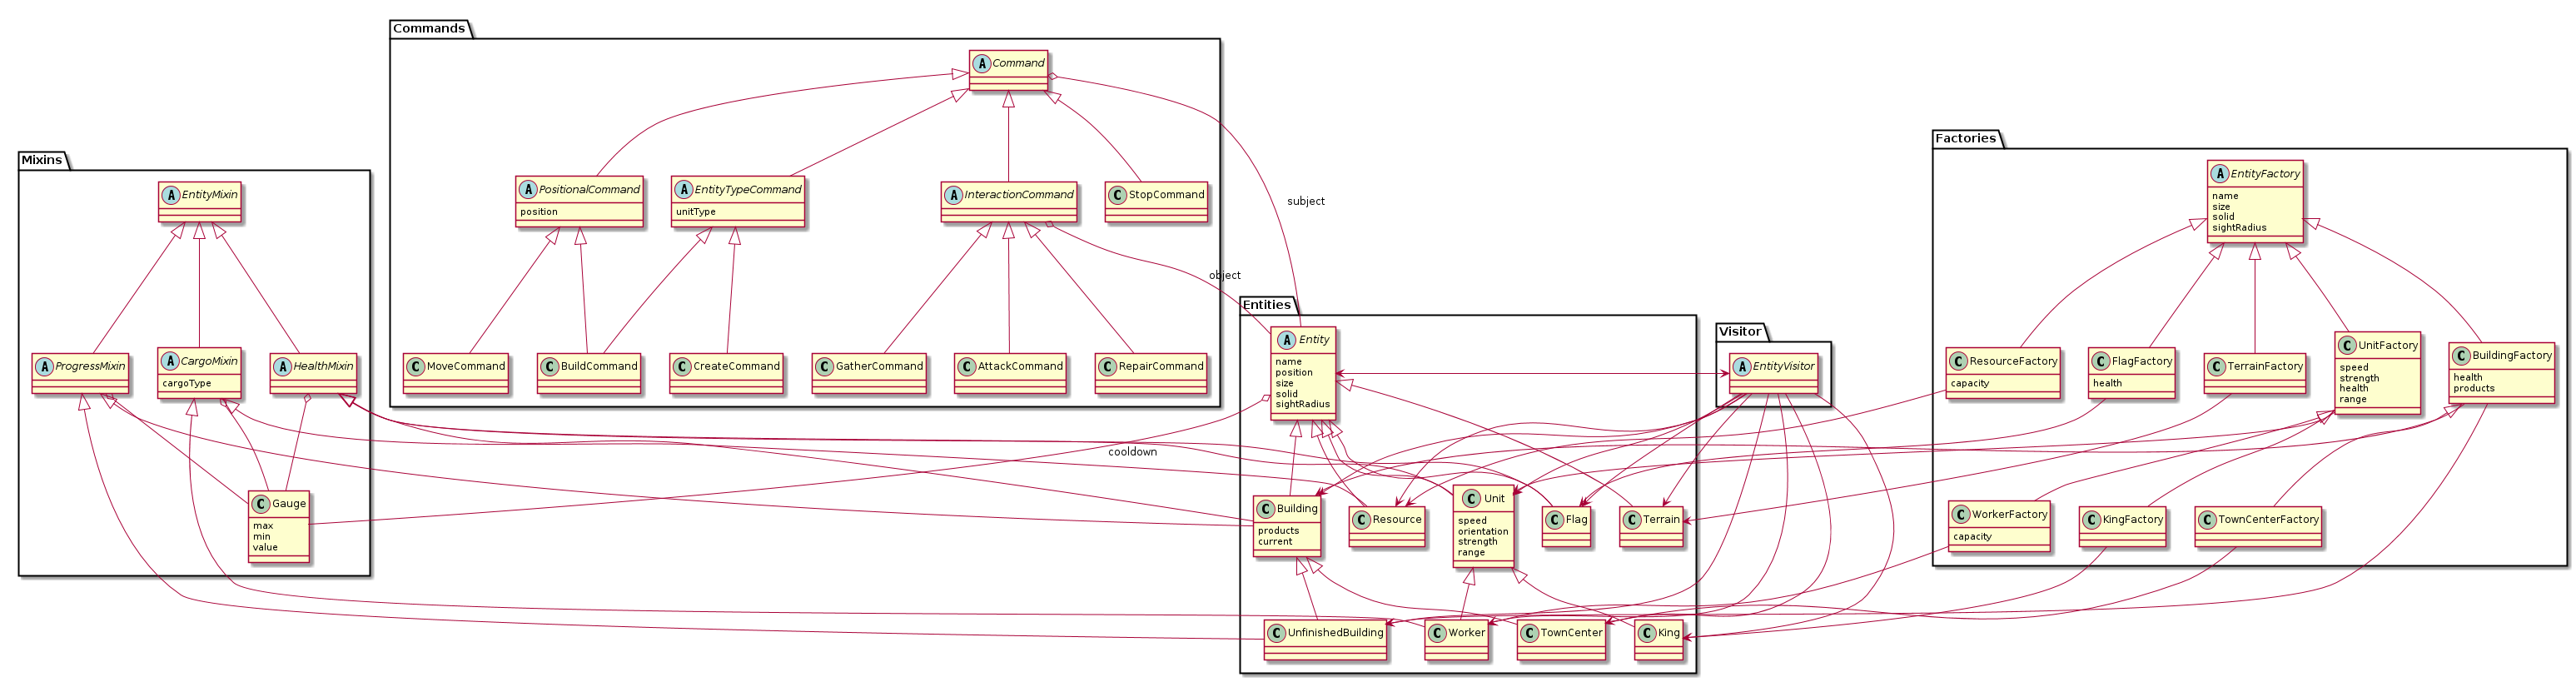 Commands
A Command
A PositionalCommand
position
A EntityTypeCommand
unitType
A InteractionCommand
C StopCommand
C MoveCommand
C BuildCommand
C CreateCommand
C GatherCommand
C AttackCommand
C RepairCommand
subject
object
Mixins
A EntityMixin
A ProgressMixin
A CargoMixin
cargoType
A HealthMixin
C Gauge
max
min
value
cooldown
Entities
A Entity
name
position
size
solid
sightRadius
C Building
products
current
C Resource
C Unit
speed
orientation
strength
range
C Flag
C Terrain
C UnfinishedBuilding
C Worker
C TownCenter
C King
Visitor
A EntityVisitor
Factories
A EntityFactory
name
size
solid
sightRadius
C ResourceFactory
capacity
C FlagFactory
health
C TerrainFactory
C UnitFactory
speed
strength
health
range
C BuildingFactory
health
products
C WorkerFactory
capacity
C KingFactory
C TownCenterFactory